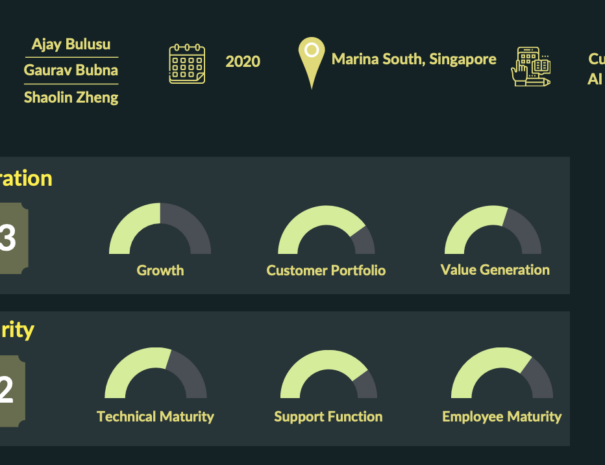 Ajay Bulusu
Gaurav Bubna
Shaolin Zheng
2020
Marina South, Singapore
Cu
AI
ration
3
Growth
Customer Portfolio
Value Generation
rity
2
Technical Maturity
Support Function
Employee Maturity